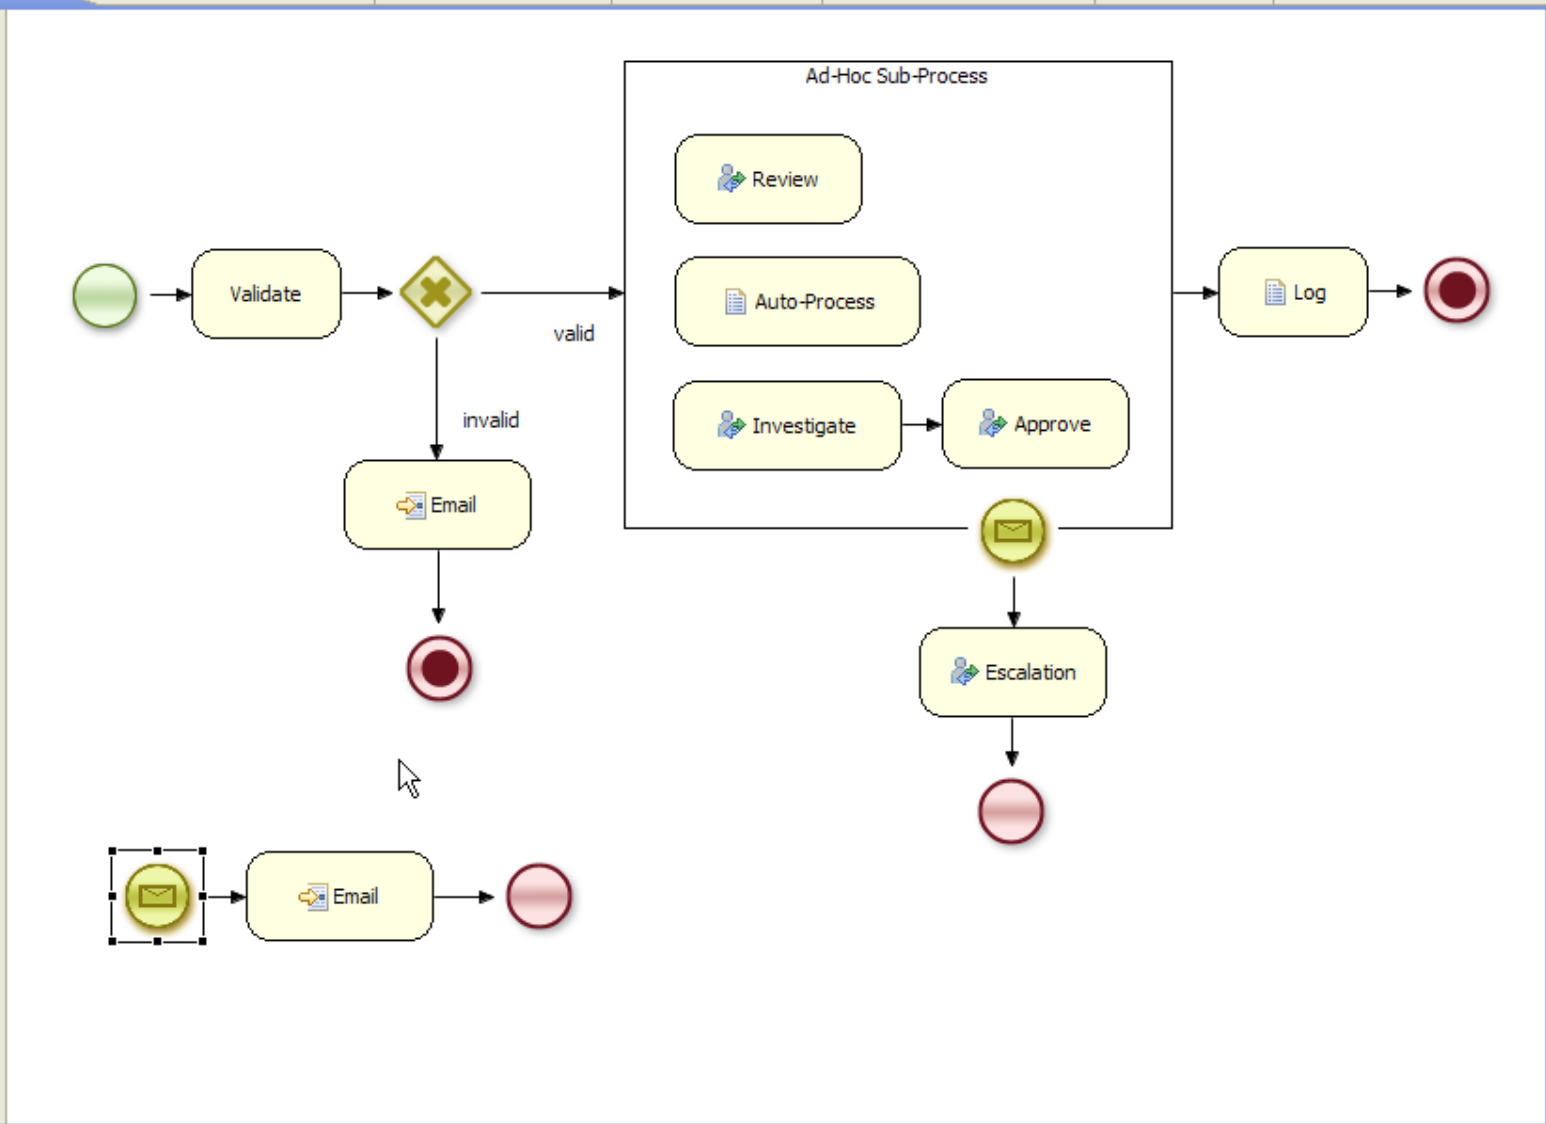 Ad-Hoc Sub-Process
Review
Validate
Auto-Process
Log
valid
invalid
Investigate
Approve
Email
Escalation
Email